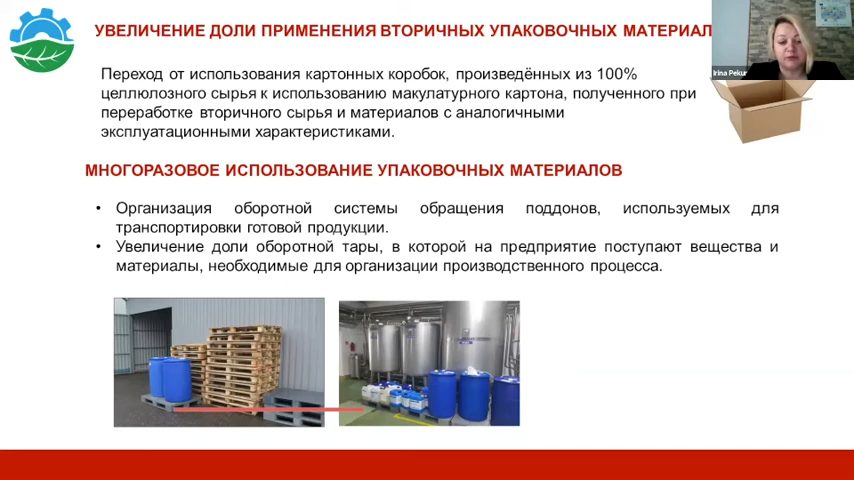 УВЕЛИЧЕНИЕ ДОЛИ ПРИМЕНЕНИЯ ВТОРИЧНЫХ УПАКОВОЧНЫХ МАТЕРИАЛ
Irina Peku
Переход от использования картонных коробок, произведённых из 100%
целлюлозного сырья к использованию макулатурного картона, полученного при
переработке вторичного сырья и материалов с аналогичными
эксплуатационными характеристиками.
МНОГОРАЗОВОЕ ИСПОЛЬЗОВАНИЕ УПАКОВОЧНЫХ МАТЕРИАЛОВ
• Организация оборотной системы обращения поддонов, используемых для
транспортировки готовой продукции.
• Увеличение доли оборотной тары, в которой на предприятие поступают вещества и
материалы, необходимые для организации производственного процесса.